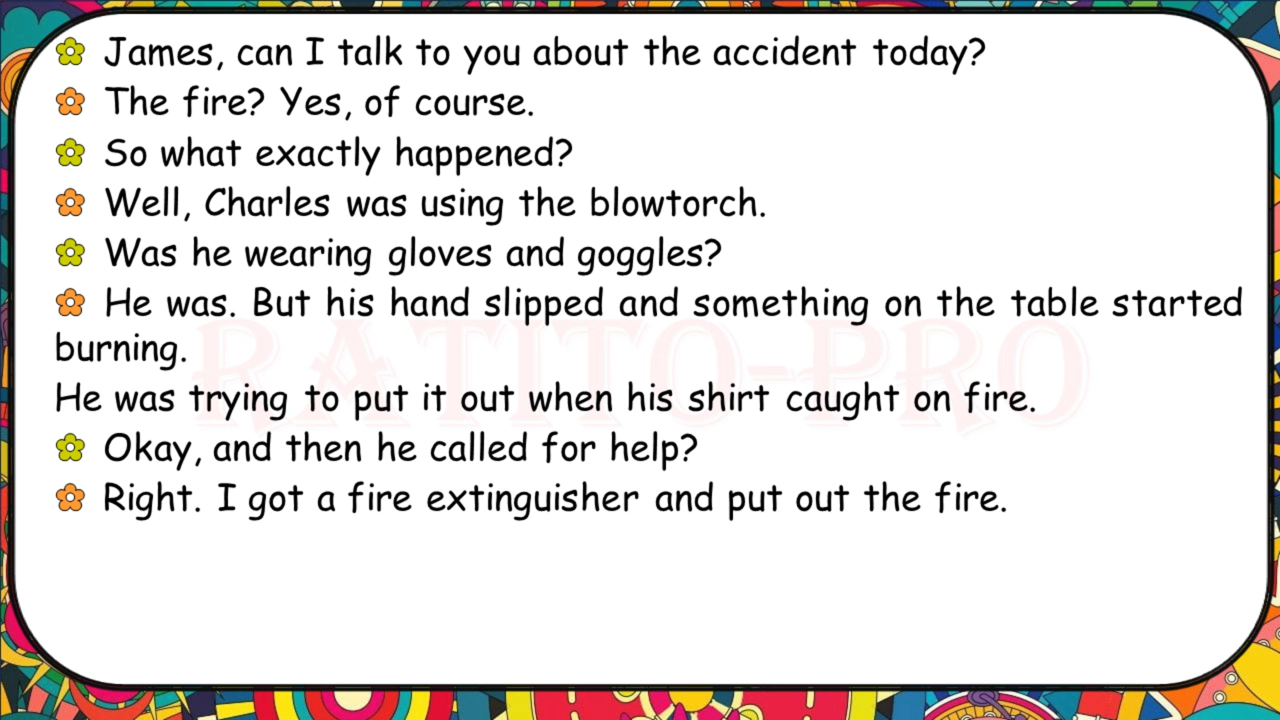 James, can I talk to you about the accident today?
The fire? Yes, of course.
So what exactly happened?
Well, Charles was using the blowtorch.
Was he wearing gloves and goggles?
He was. But his hand slipped and something on the table started
burning.
RATITO-PRO
He was trying to put it out when his shirt caught on fire.
Okay, and then he called for help?
Right. I got a fire extinguisher and put out the fire.